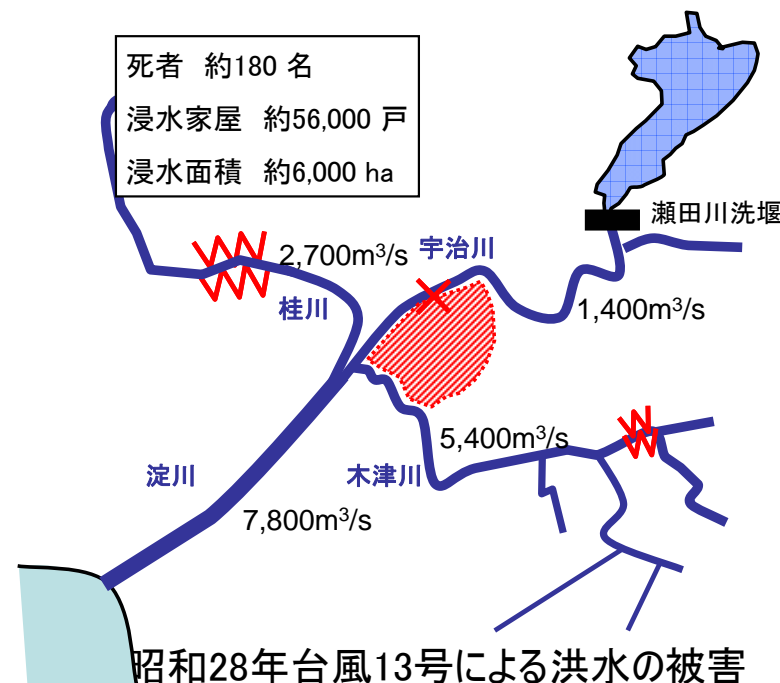 死者 約180 名
浸水家屋 約56,000 戸
浸水面積 約6,000 ha
瀬田川洗堰
宇治川
2,700m³/s
桂川
1,400m³/s
5,400m³/s
淀川
木津川
7,800m³/s
昭和28年台風13号による洪水の被害